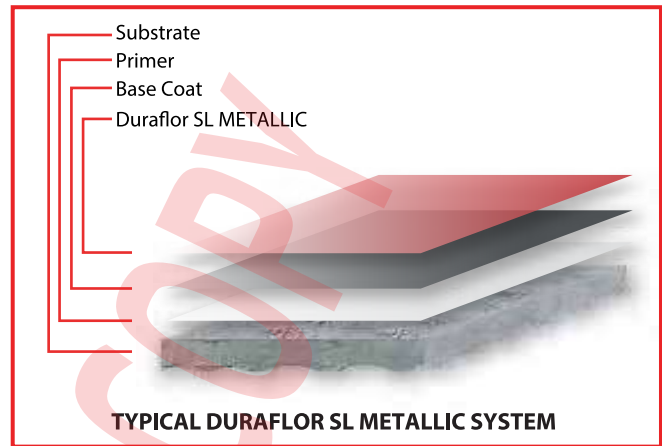 Substrate
Primer
Base Coat
Duraflor SL METALLIC
COPY
TYPICAL DURAFLOR SL METALLIC SYSTEM